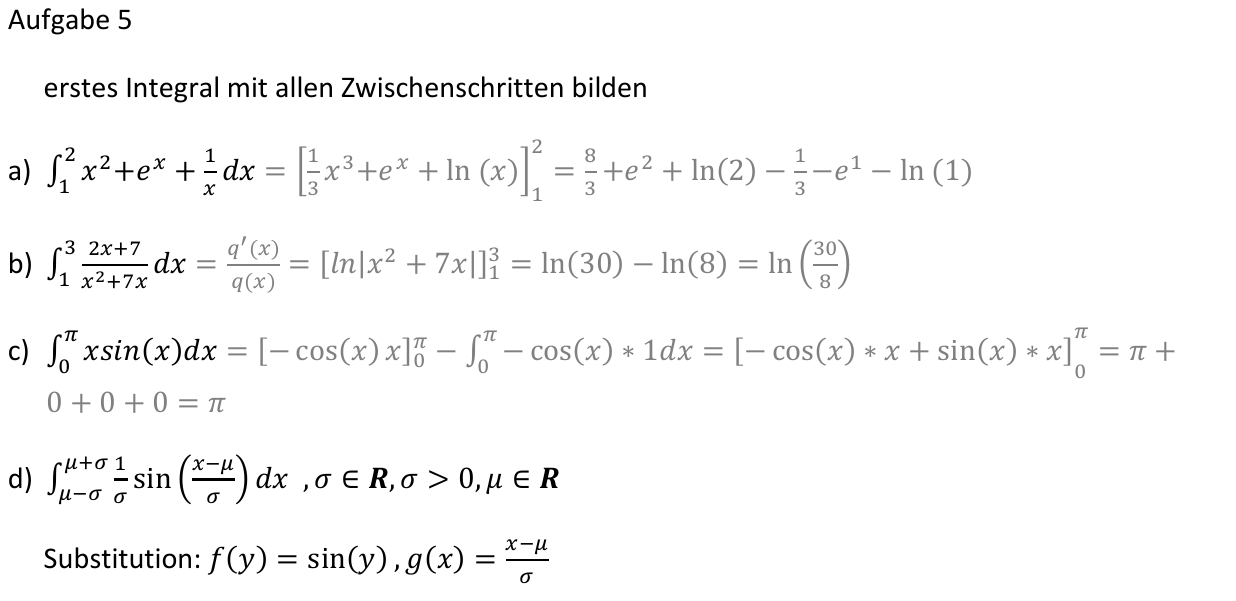 Aufgabe 5
erstes Integral mit allen Zwischenschritten bilden
a) ∫₁² x²+eˣ + 1/x dx = [1/3 x³+eˣ + ln (x)]₁² = 8/3 +e² + ln(2) − 1/3 −e¹ − ln (1)
b) ∫₁³ (2x+7)/(x²+7x) dx = q′(x)/q(x) = [ln|x² + 7x|]₁³ = ln(30) − ln(8) = ln (30/8)
c) ∫₀^π xsin(x)dx = [− cos(x) x]₀^π − ∫₀^π − cos(x) ∗ 1dx = [− cos(x) ∗ x + sin(x) ∗ x]₀^π = π +
0 + 0 + 0 = π
d) ∫_{μ−σ}^{μ+σ} 1/σ sin ((x−μ)/σ) dx , σ ∈ R, σ > 0, μ ∈ R
Substitution: f(y) = sin(y) , g(x) = (x−μ)/σ